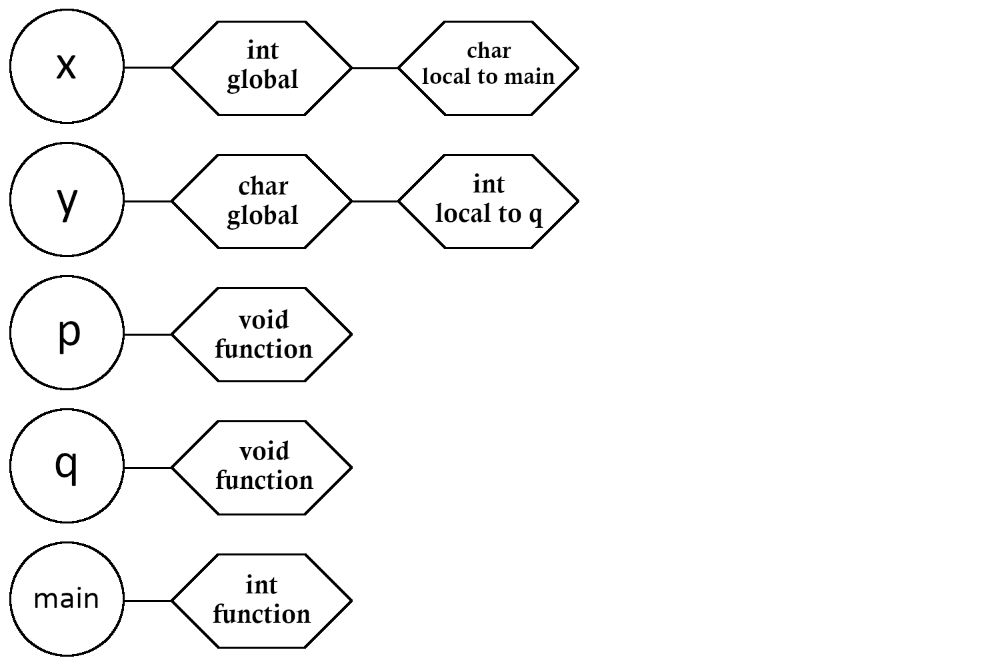 x
int
global
char
local to main
y
char
global
int
local to q
p
void
function
q
void
function
main
int
function